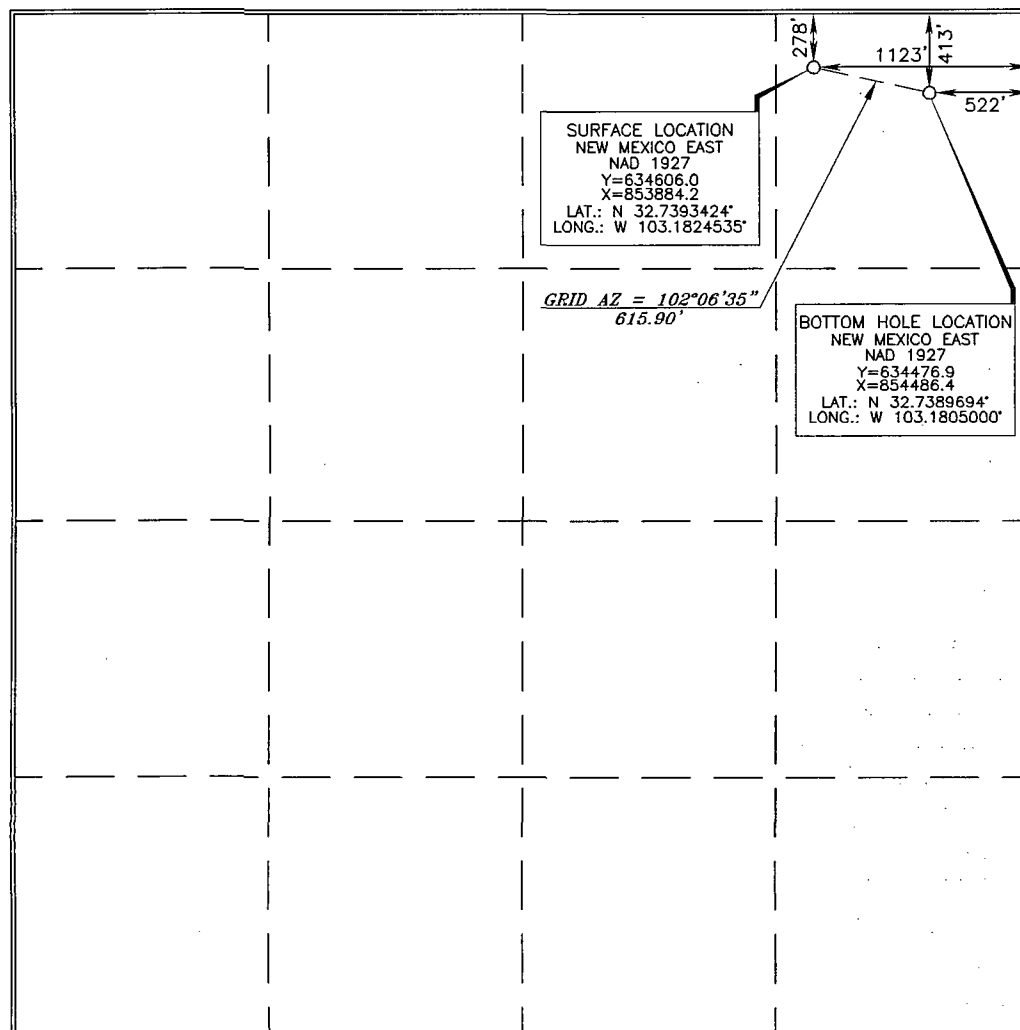 278'
413'
1123'
522'
SURFACE LOCATION
NEW MEXICO EAST
NAD 1927
Y=634606.0
X=853884.2
LAT.: N 32.7393424°
LONG.: W 103.1824535°
GRID AZ = 102°06'35"
615.90'
BOTTOM HOLE LOCATION
NEW MEXICO EAST
NAD 1927
Y=634476.9
X=854486.4
LAT.: N 32.7389694°
LONG.: W 103.1805000°